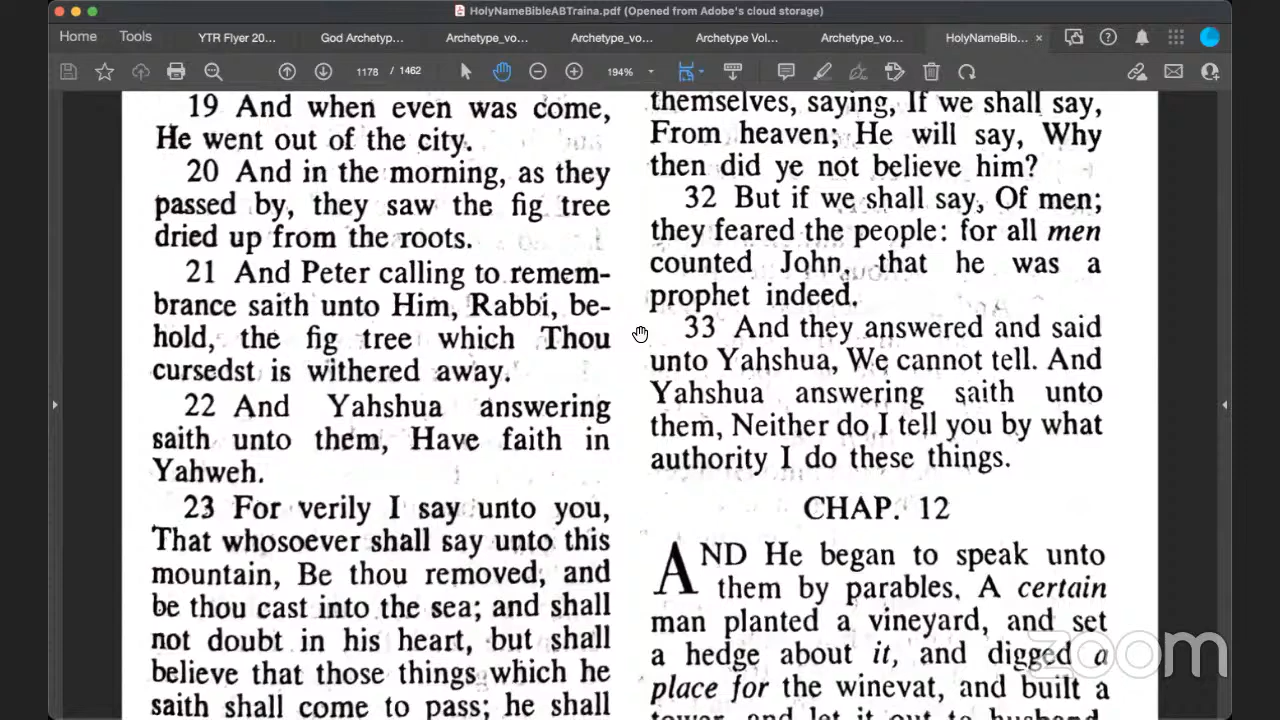 HolyNameBibleABTraina.pdf (Opened from Adobe's cloud storage)
Home Tools YTR Flyer 20... God Archetyp... Archetype_vo... Archetype_vo... Archetype Vol... Archetype_vo... HolyNameBib... ×
1178 / 1462 194%
19 And when even was come,
He went out of the city.
20 And in the morning, as they
passed by, they saw the fig tree
dried up from the roots.
21 And Peter calling to remem-
brance saith unto Him, Rabbi, be-
hold, the fig tree which Thou
cursedst is withered away.
22 And Yahshua answering
saith unto them, Have faith in
Yahweh.
23 For verily I say unto you,
That whosoever shall say unto this
mountain, Be thou removed, and
be thou cast into the sea; and shall
not doubt in his heart, but shall
believe that those things which he
saith shall come to pass; he shall
themselves, saying, If we shall say,
From heaven; He will say, Why
then did ye not believe him?
32 But if we shall say, Of men;
they feared the people: for all men
counted John, that he was a
prophet indeed.
33 And they answered and said
unto Yahshua, We cannot tell. And
Yahshua answering saith unto
them, Neither do I tell you by what
authority I do these things.
CHAP. 12
AND He began to speak unto
them by parables. A certain
man planted a vineyard, and set
a hedge about it, and digged a
place for the winevat, and built a
tower, and let it out to husband-
zoom